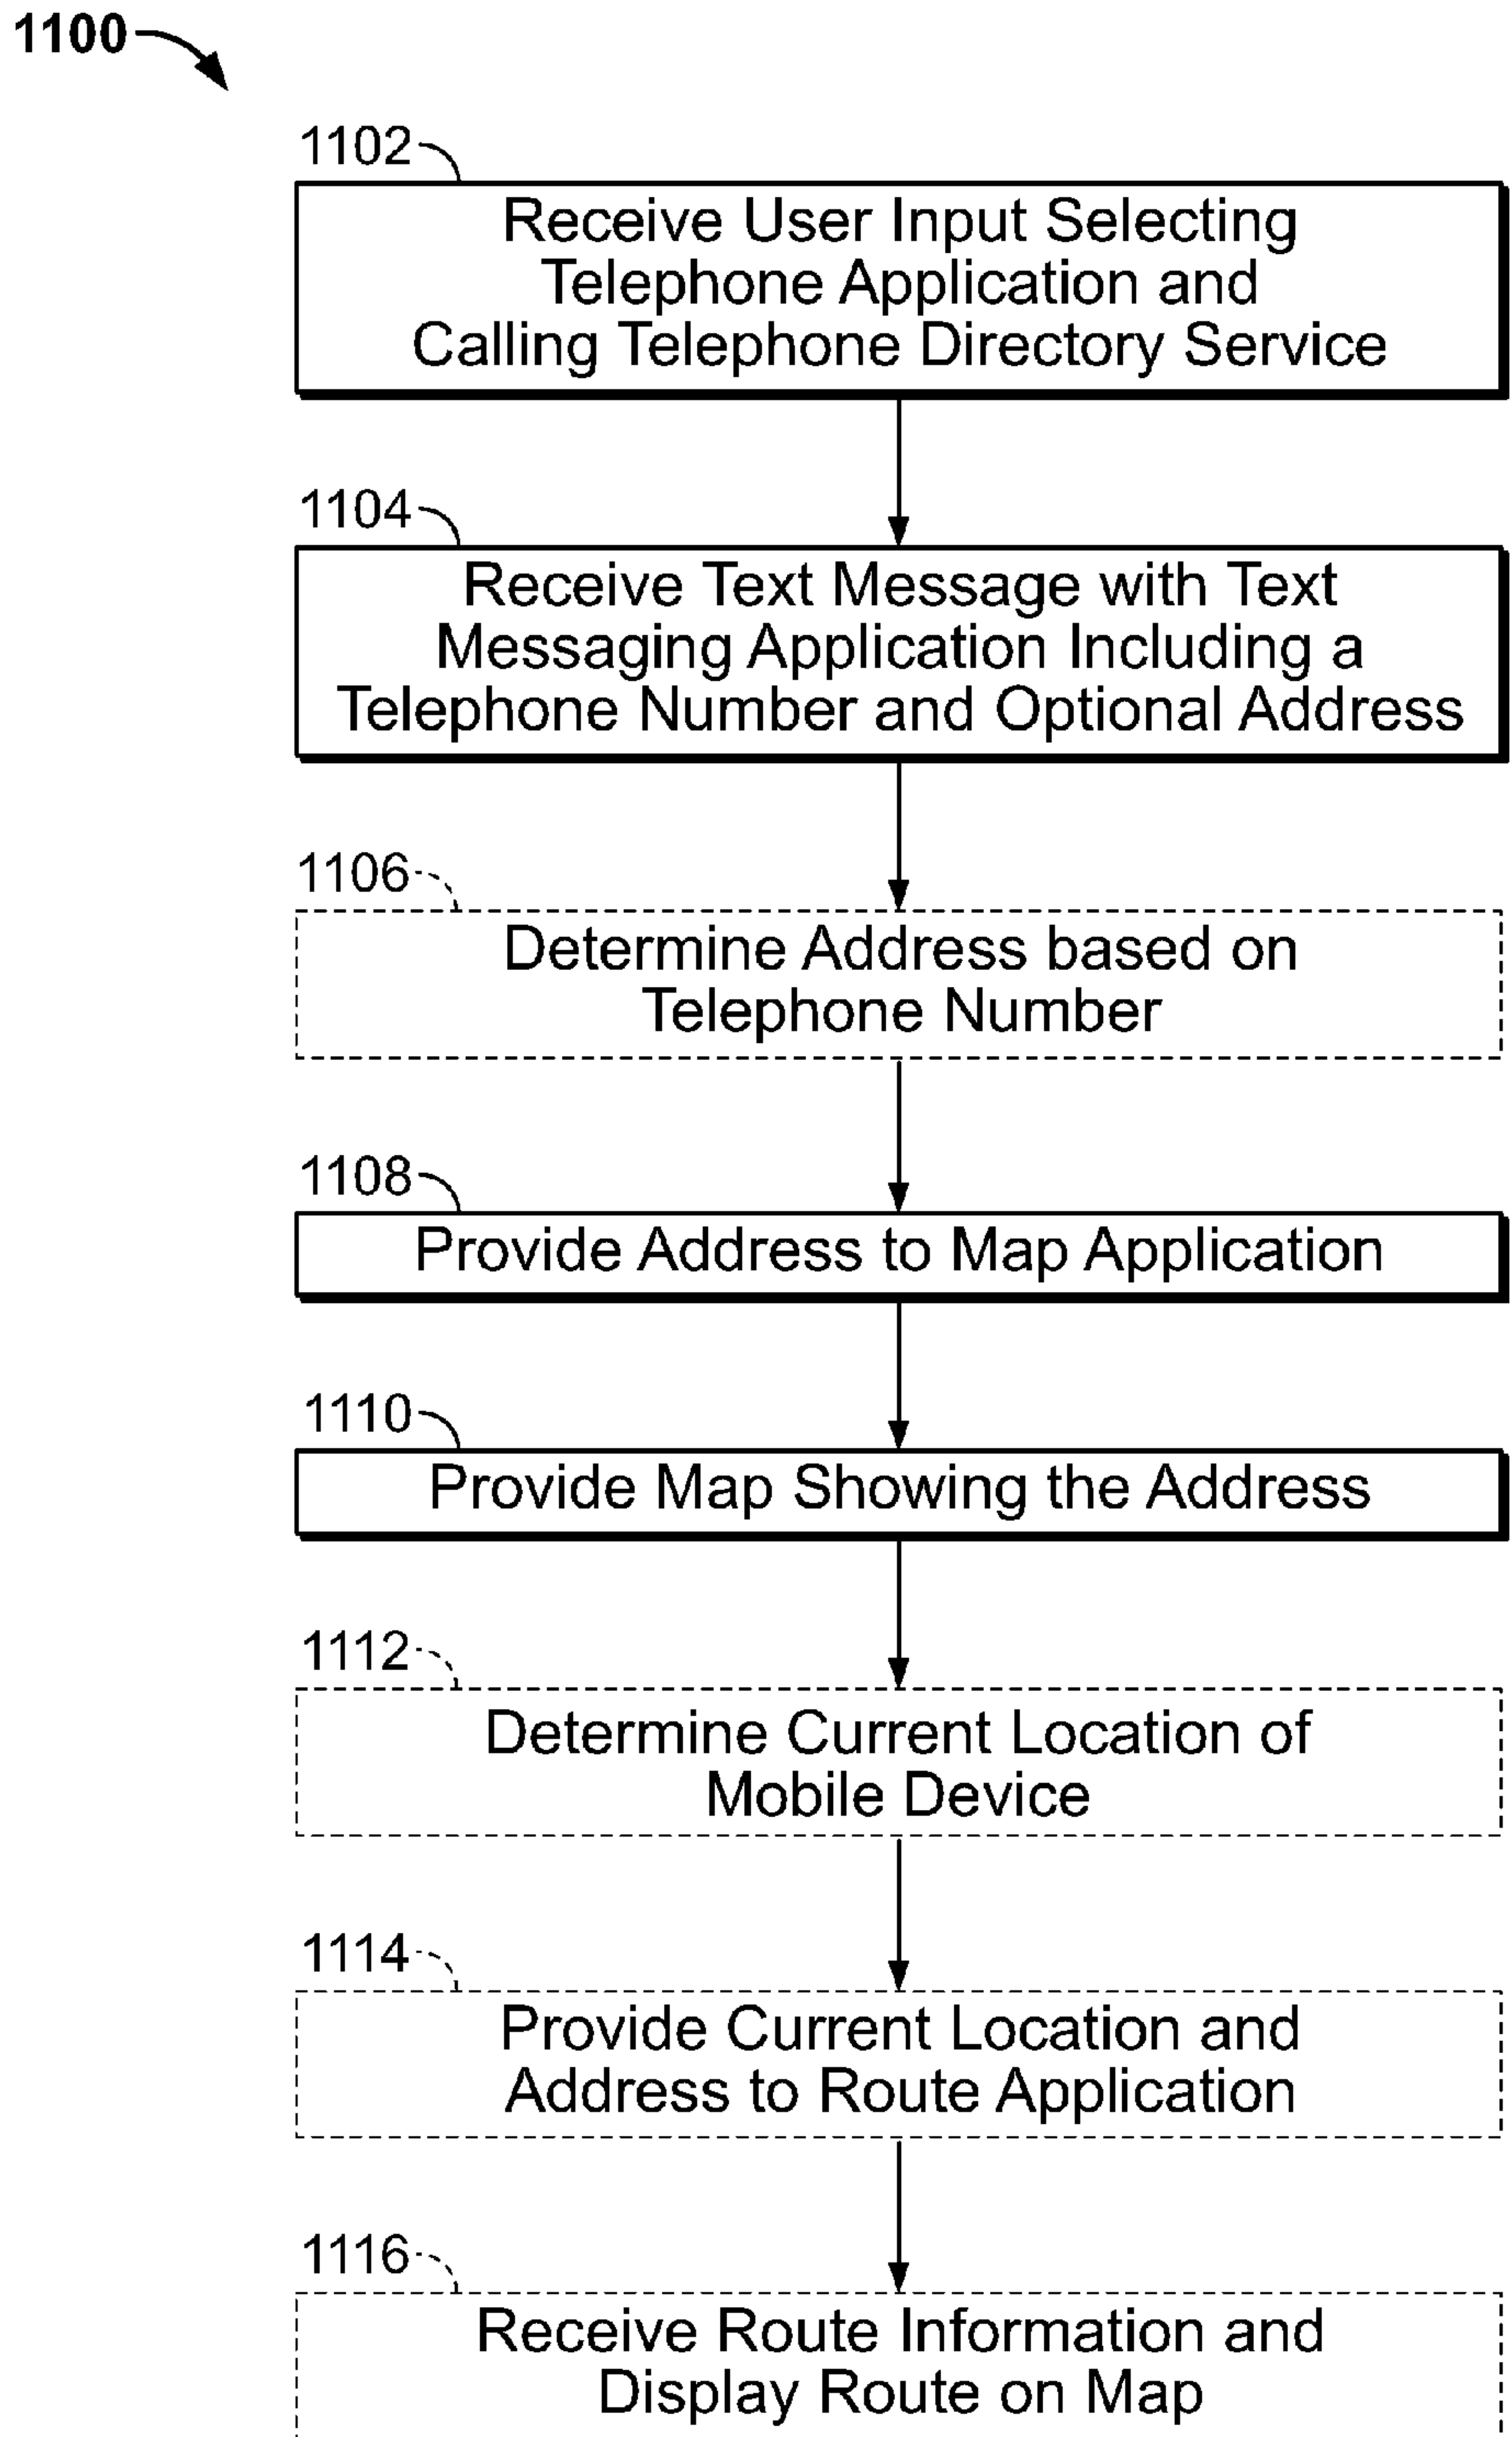 1100
1102
Receive User Input Selecting
Telephone Application and
Calling Telephone Directory Service
1104
Receive Text Message with Text
Messaging Application Including a
Telephone Number and Optional Address
1106
Determine Address based on
Telephone Number
1108
Provide Address to Map Application
1110
Provide Map Showing the Address
1112
Determine Current Location of
Mobile Device
1114
Provide Current Location and
Address to Route Application
1116
Receive Route Information and
Display Route on Map